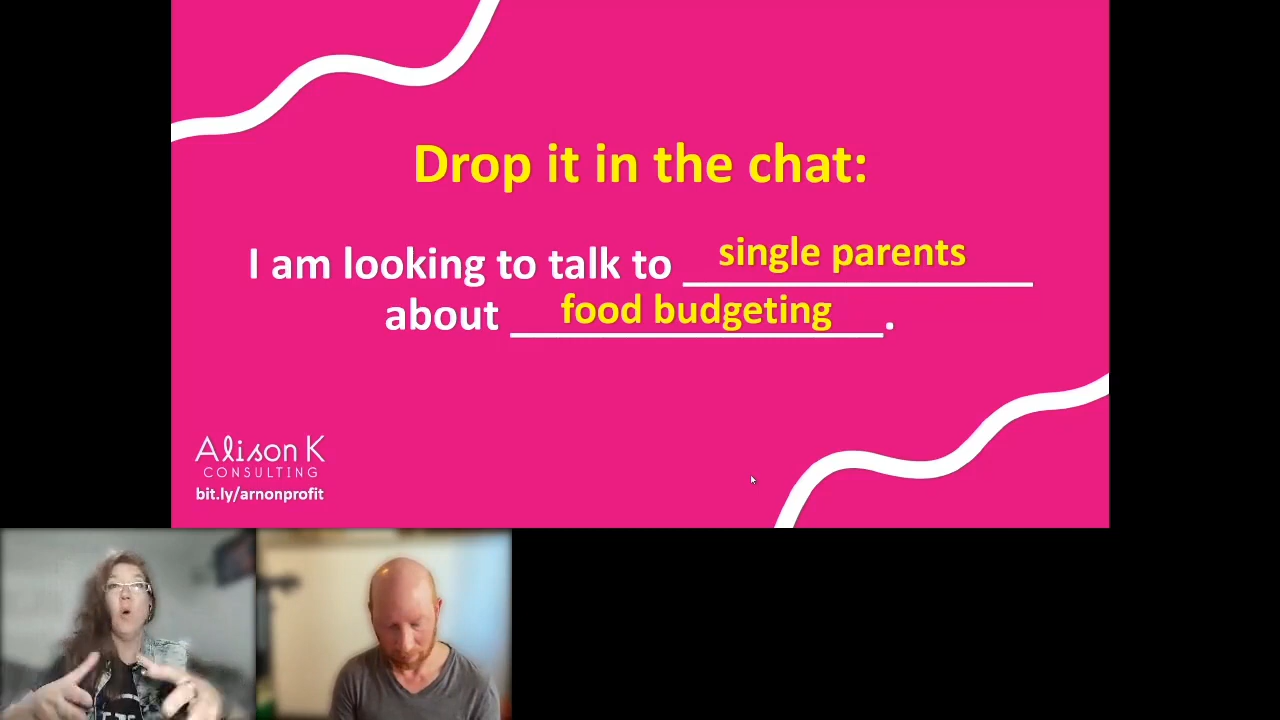 Drop it in the chat:
I am looking to talk to single parents
about food budgeting.
Alison K
CONSULTING
bit.ly/arnonprofit